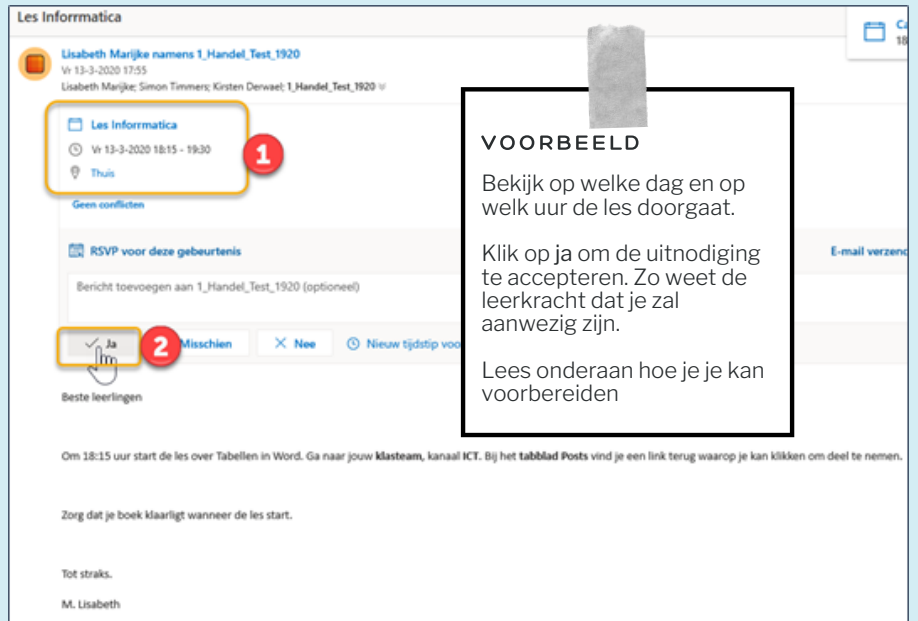 Les Inforrmatica
Ca
18
Lisabeth Marijke namens 1_Handel_Test_1920
Vr 13-3-2020 17:55
Lisabeth Marijke; Simon Timmers; Kirsten Derwael; 1_Handel_Test_1920
Les Inforrmatica
Vr 13-3-2020 18:15 - 19:30
Thuis
1
Geen conflicten
RSVP voor deze gebeurtenis
E-mail verzend
Bericht toevoegen aan 1_Handel_Test_1920 (optioneel)
Ja
2
Misschien
Nee
Nieuw tijdstip voo
VOORBEELD
Bekijk op welke dag en op
welk uur de les doorgaat.
Klik op ja om de uitnodiging
te accepteren. Zo weet de
leerkracht dat je zal
aanwezig zijn.
Lees onderaan hoe je je kan
voorbereiden
Beste leerlingen
Om 18:15 uur start de les over Tabellen in Word. Ga naar jouw klasteam, kanaal ICT. Bij het tabblad Posts vind je een link terug waarop je kan klikken om deel te nemen.
Zorg dat je boek klaarligt wanneer de les start.
Tot straks.
M. Lisabeth